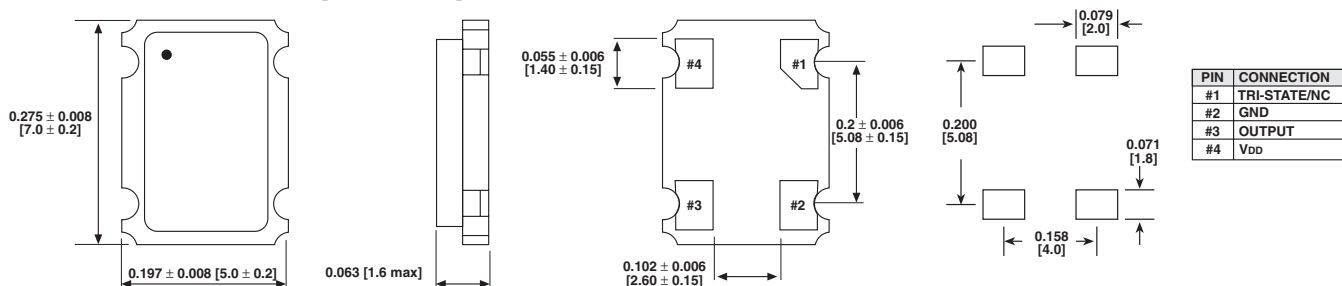 0.275 ± 0.008
[7.0 ± 0.2]
0.197 ± 0.008 [5.0 ± 0.2]
0.063 [1.6 max]
0.055 ± 0.006
[1.40 ± 0.15]
#4
#1
#3
#2
0.2 ± 0.006
[5.08 ± 0.15]
0.102 ± 0.006
[2.60 ± 0.15]
0.079
[2.0]
0.200
[5.08]
0.071
[1.8]
0.158
[4.0]
PIN CONNECTION
#1 TRI-STATE/NC
#2 GND
#3 OUTPUT
#4 VDD